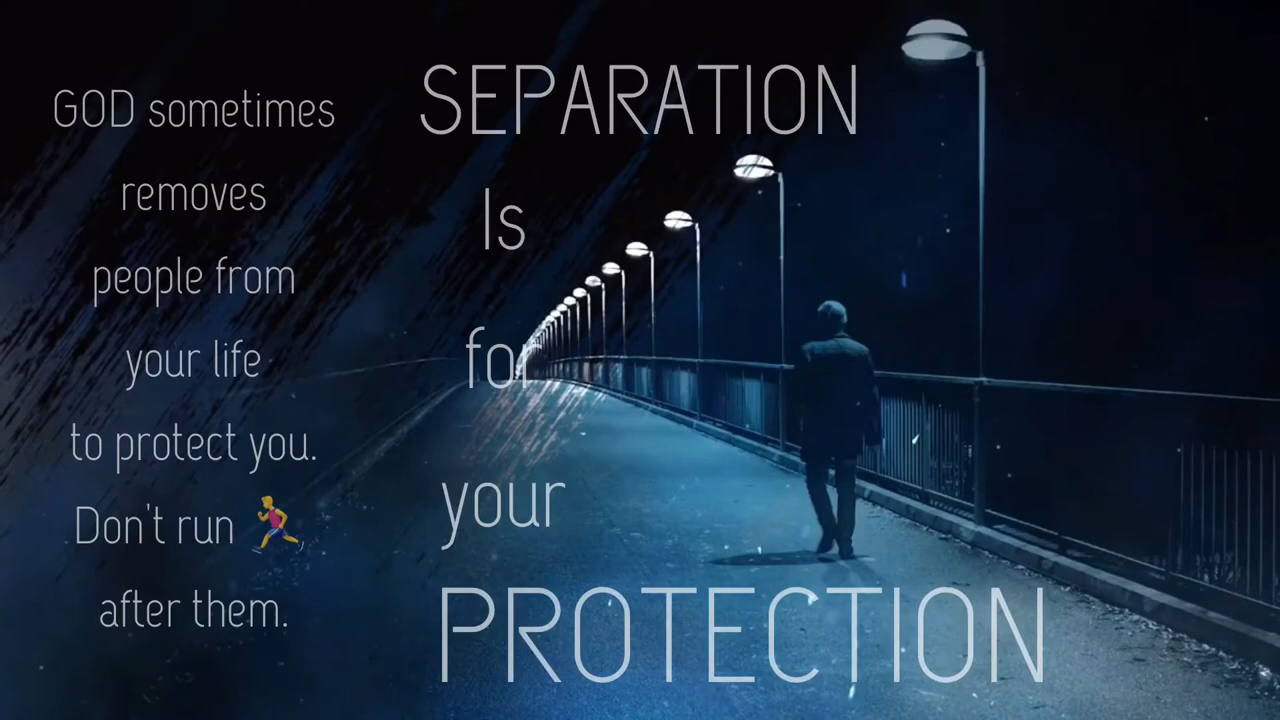 GOD sometimes
removes
people from
your life
to protect you.
Don't run 🏃
after them.
SEPARATION
Is
for
your
PROTECTION